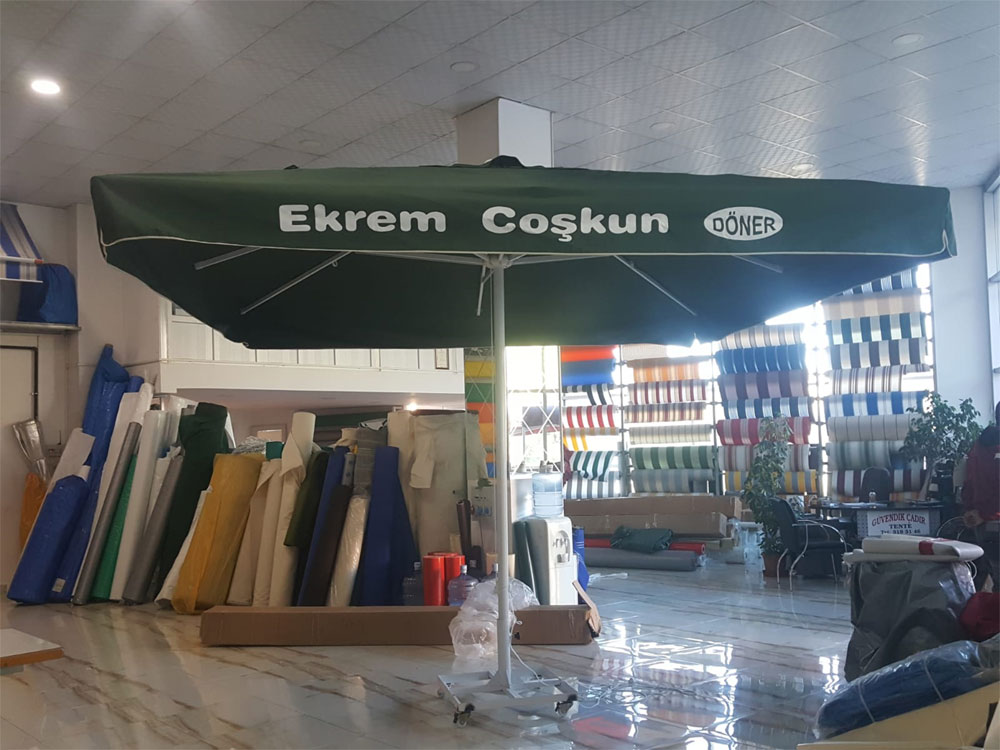 Ekrem Coşkun DÖNER
GÜVENDİK ÇADIR
TENTE